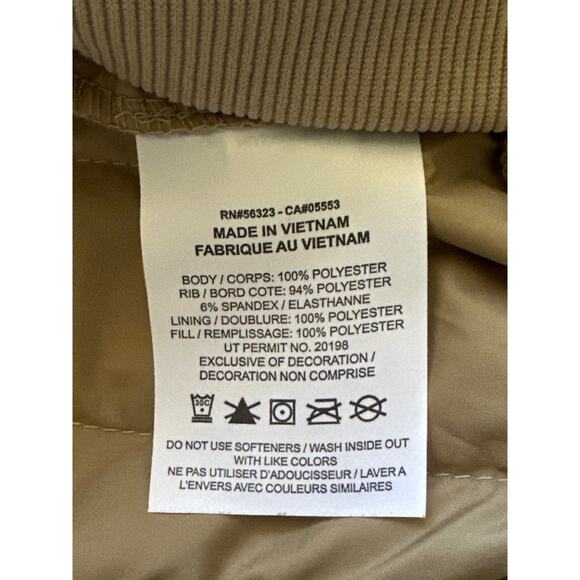 RN#56323 - CA#05553
MADE IN VIETNAM
FABRIQUE AU VIETNAM
BODY / CORPS: 100% POLYESTER
RIB / BORD COTE: 94% POLYESTER
6% SPANDEX / ELASTHANNE
LINING / DOUBLURE: 100% POLYESTER
FILL / REMPLISSAGE: 100% POLYESTER
UT PERMIT NO. 20198
EXCLUSIVE OF DECORATION /
DECORATION NON COMPRISE
30C
DO NOT USE SOFTENERS / WASH INSIDE OUT
WITH LIKE COLORS
NE PAS UTILISER D'ADOUCISSEUR / LAVER A
L'ENVERS AVEC COULEURS SIMILAIRES